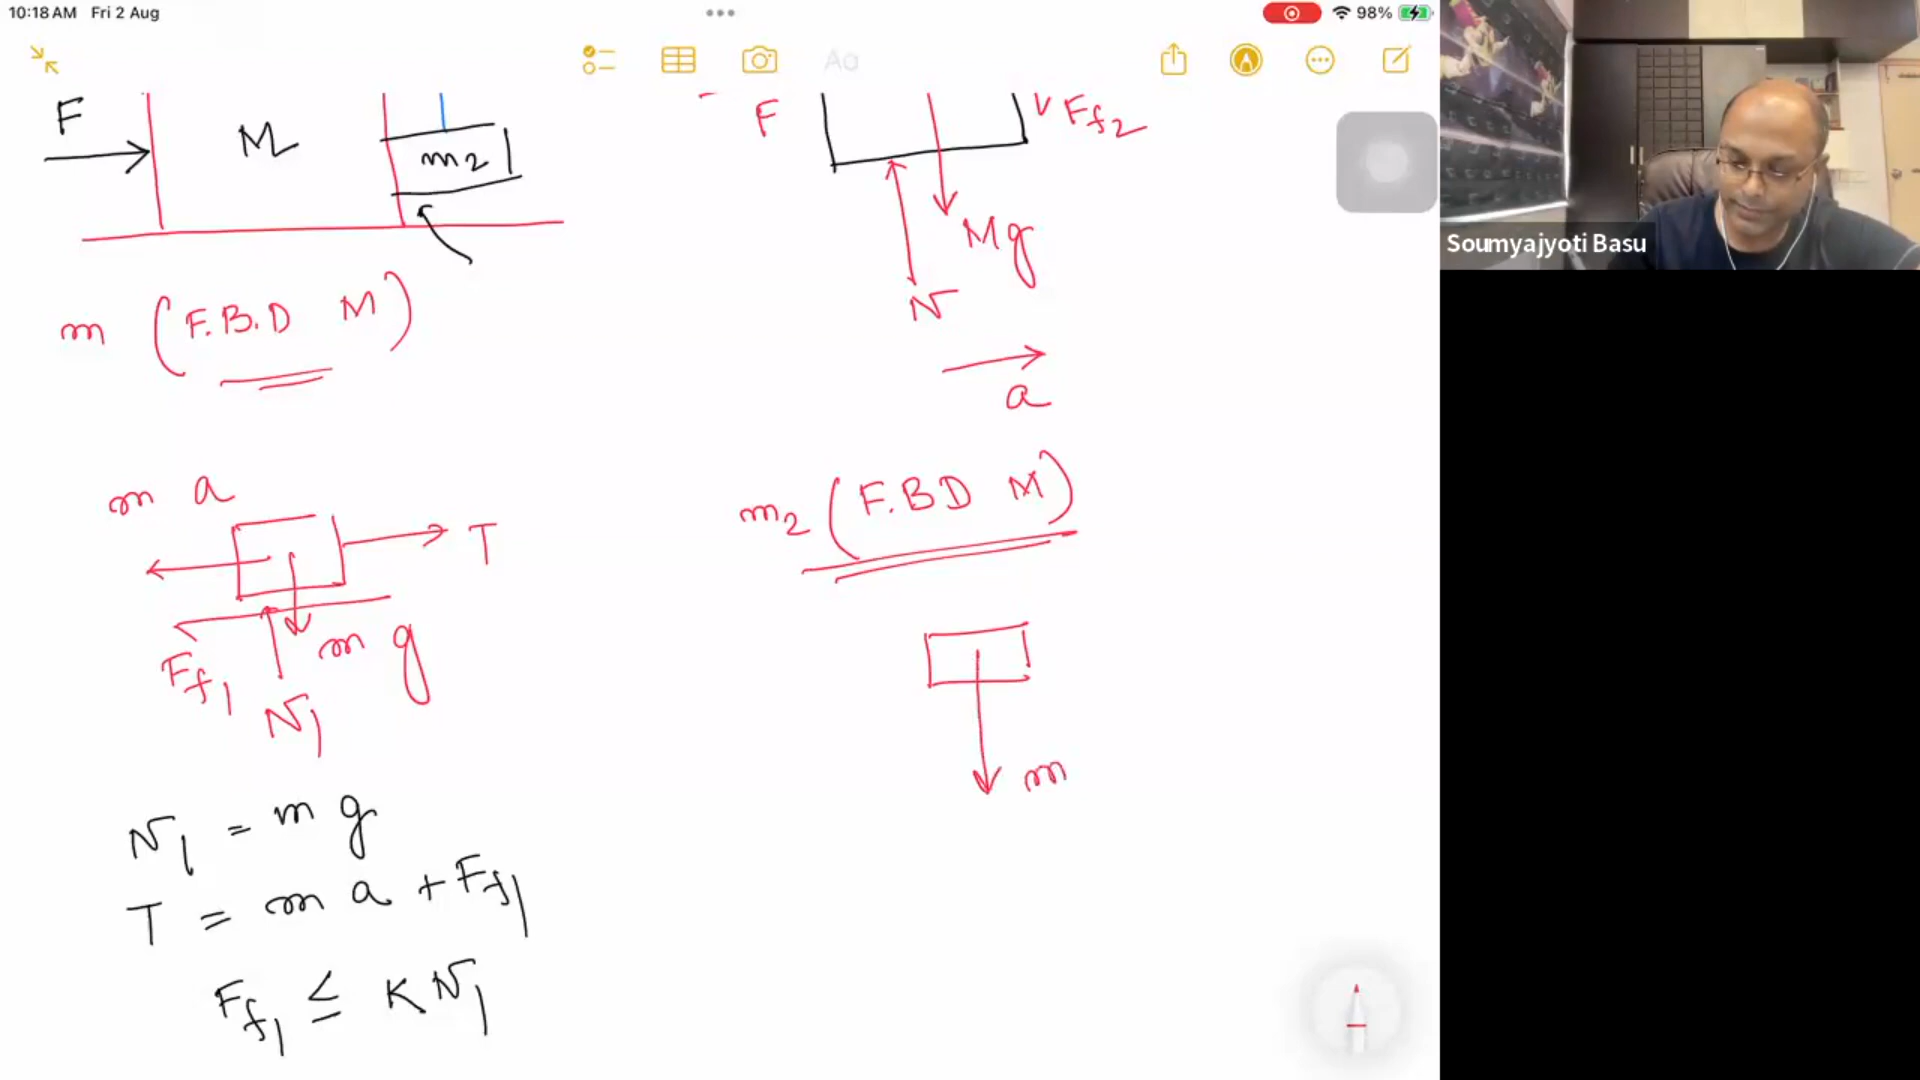 10:18 AM Fri 2 Aug
98%
Aa
F
M
m2
m (F.B.D M)
m a
T
Ff1
m g
N1
N1 = m g
T = m a + Ff1
Ff1 ≤ K N1
F
Ff2
Mg
N
a
m2 (F.B.D M)
m
Soumyajyoti Basu